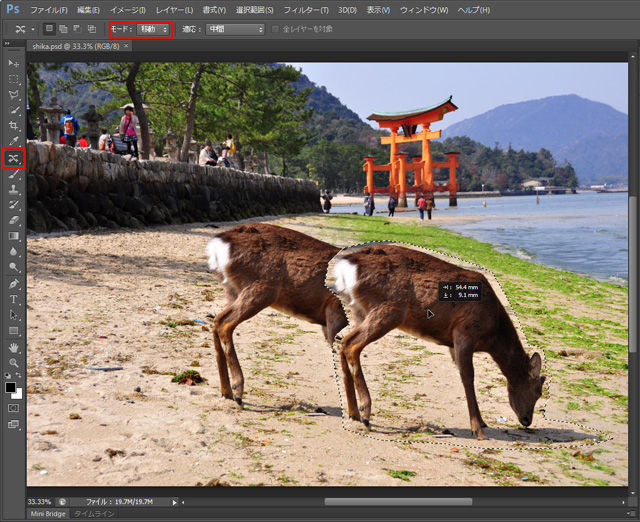 Ps ファイル(F) 編集(E) イメージ(I) レイヤー(L) 書式(Y) 選択範囲(S) フィルター(T) 3D(D) 表示(V) ウィンドウ(W) ヘルプ(H)
モード： 移動 適応： 中間 全レイヤーを対象
shika.psd @ 33.3% (RGB/8) ×
→: 54.4 mm
↓: 9.1 mm
T
33.33% ファイル：19.7M/19.7M
Mini Bridge タイムライン